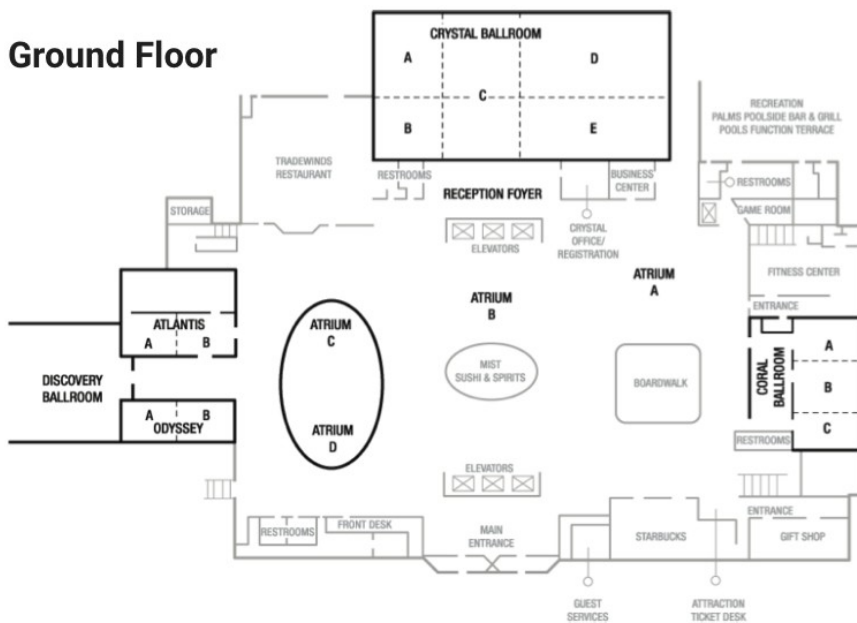 Ground Floor
CRYSTAL BALLROOM
A
D
C
B
E
RECREATION
PALMS POOLSIDE BAR & GRILL
POOLS FUNCTION TERRACE
TRADEWINDS
RESTAURANT
RESTROOMS
BUSINESS
CENTER
RESTROOMS
RECEPTION FOYER
STORAGE
GAME ROOM
ELEVATORS
CRYSTAL
OFFICE/
REGISTRATION
FITNESS CENTER
ATRIUM
A
ATRIUM
B
ENTRANCE
ATLANTIS
A
B
ATRIUM
C
MIST
SUSHI & SPIRITS
BOARDWALK
CORAL
BALLROOM
A
B
C
DISCOVERY
BALLROOM
A
B
ODYSSEY
ATRIUM
D
RESTROOMS
ELEVATORS
ENTRANCE
RESTROOMS
FRONT DESK
MAIN
ENTRANCE
STARBUCKS
GIFT SHOP
GUEST
SERVICES
ATTRACTION
TICKET DESK